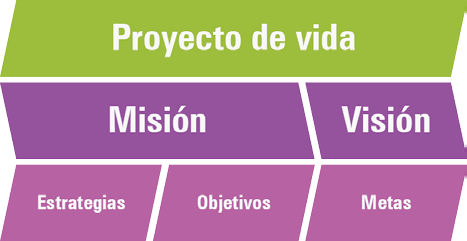 Proyecto de vida
Misión
Visión
Estrategias
Objetivos
Metas